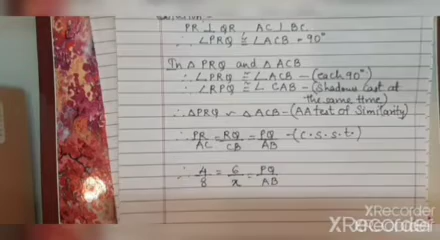 PR ⊥ QR , AC ⊥ BC.
∴ ∠PRQ ≅ ∠ACB = 90°
In △ PRQ and △ ACB
∴ ∠PRQ ≅ ∠ACB -(each 90°)
∴ ∠RPQ ≅ ∠ CAB -(shadows cast at
the same time)
∴ △PRQ ~ △ACB -(AA test of Similarity)
∴ PR/AC = RQ/CB = PQ/AB -(c.s.s.t.)
∴ 4/8 = 6/x = PQ/AB
XRecorder
XRecorder